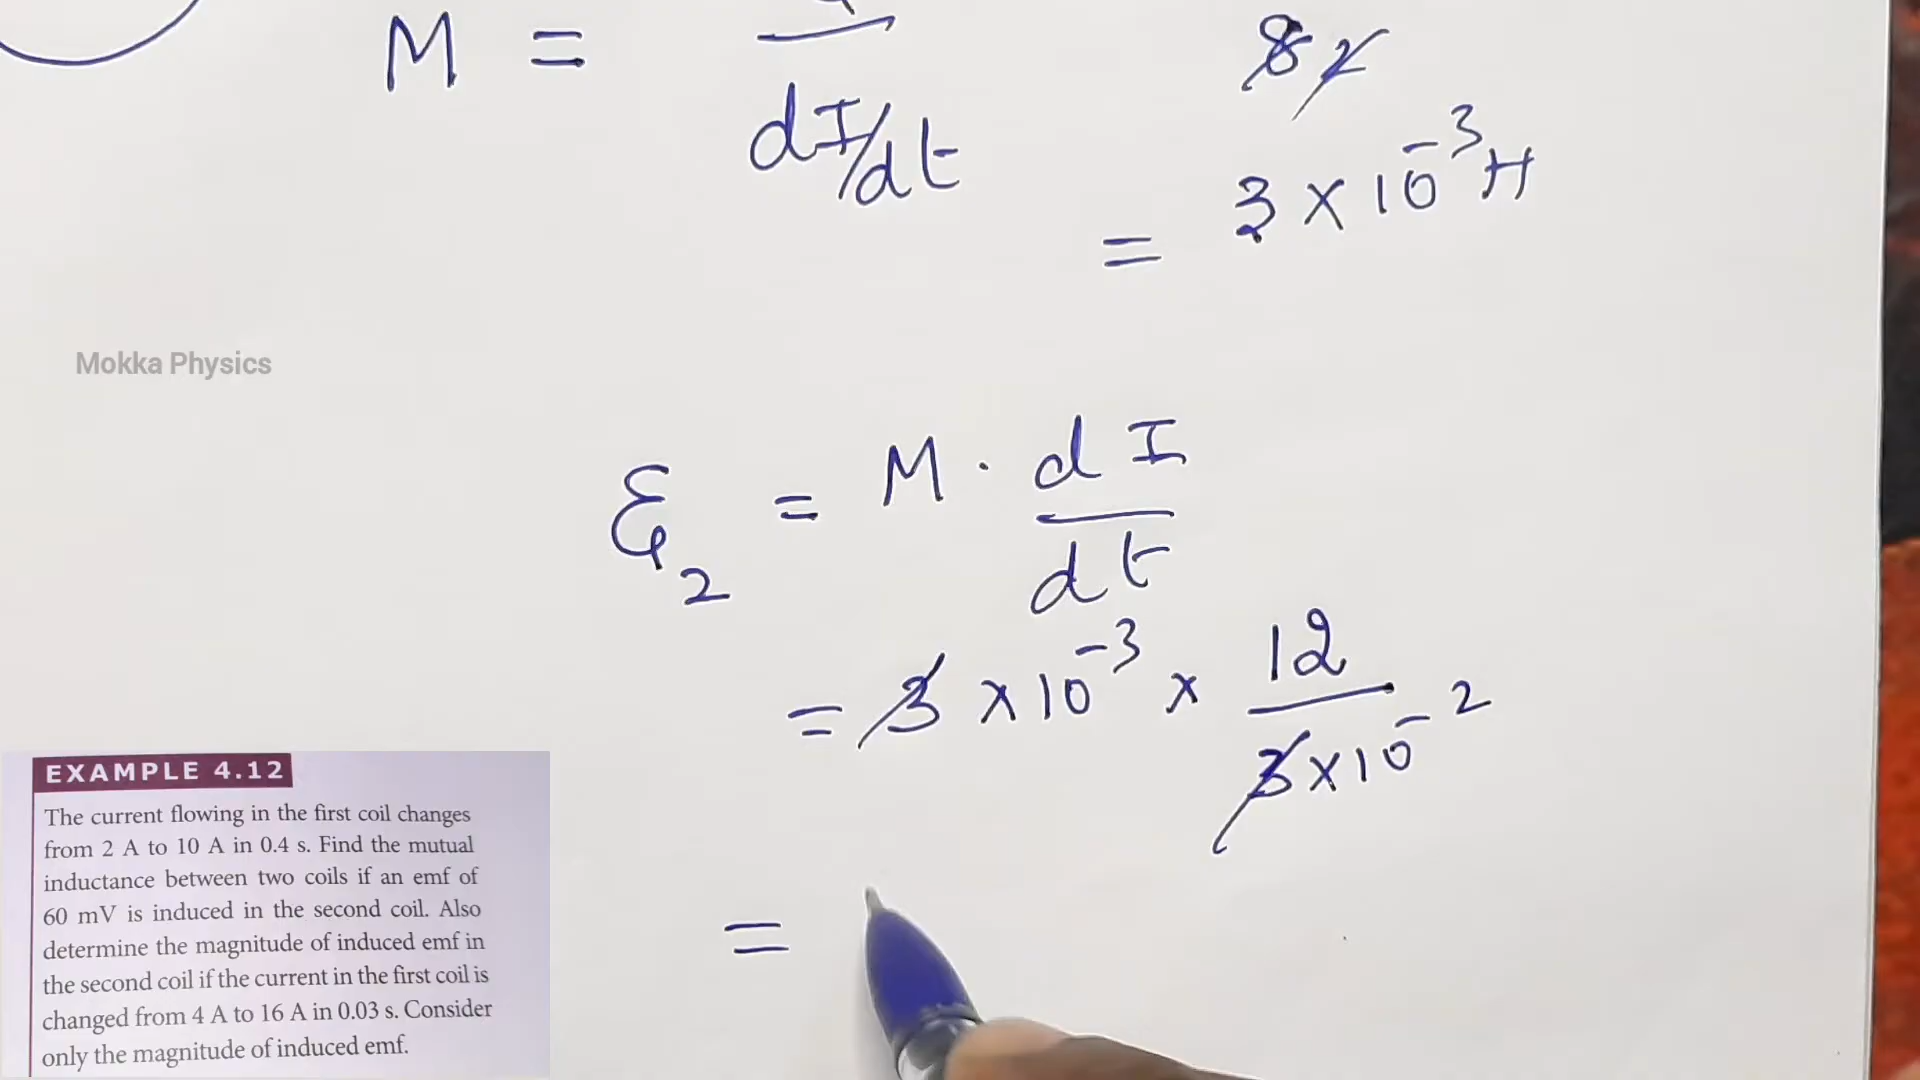 M = dI/dt
8 2
= 3 × 10⁻³ H
Mokka Physics
ε₂ = M · dI/dt
= 3 × 10⁻³ × 12 / 3 × 10⁻²
=
EXAMPLE 4.12
The current flowing in the first coil changes
from 2 A to 10 A in 0.4 s. Find the mutual
inductance between two coils if an emf of
60 mV is induced in the second coil. Also
determine the magnitude of induced emf in
the second coil if the current in the first coil is
changed from 4 A to 16 A in 0.03 s. Consider
only the magnitude of induced emf.